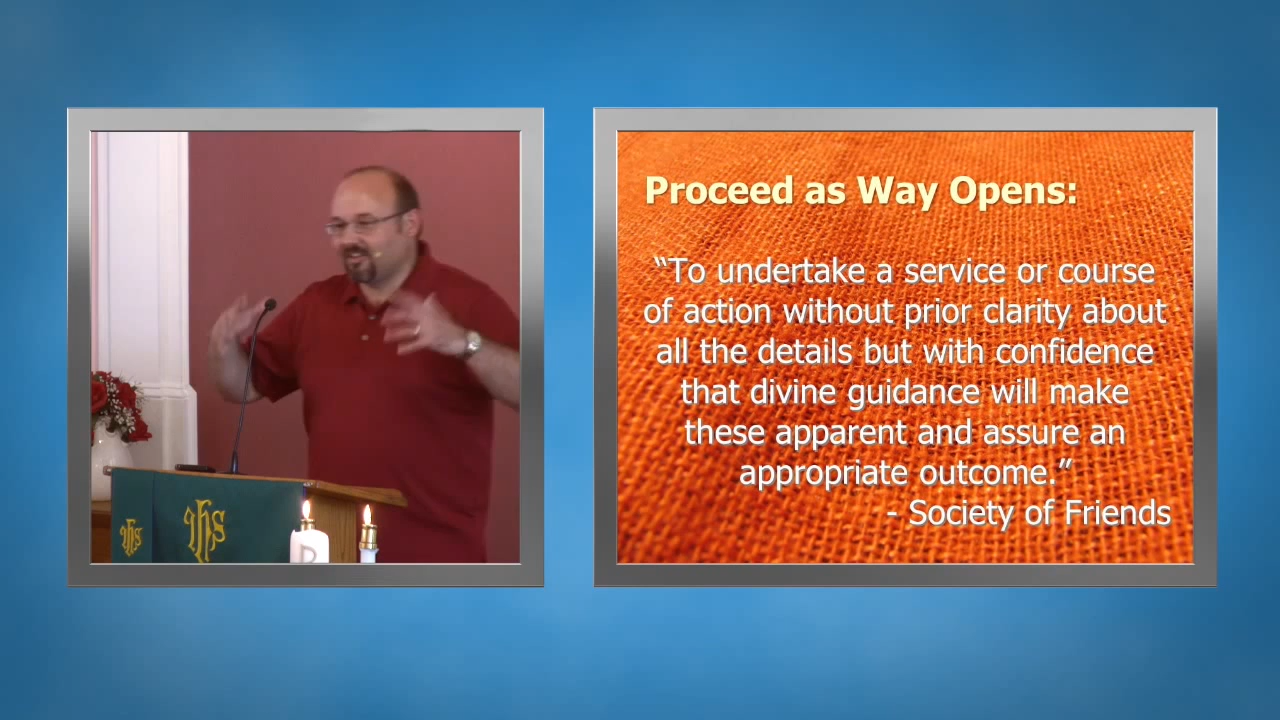 Proceed as Way Opens:
“To undertake a service or course
of action without prior clarity about
all the details but with confidence
that divine guidance will make
these apparent and assure an
appropriate outcome.”
- Society of Friends
IHS
IHS